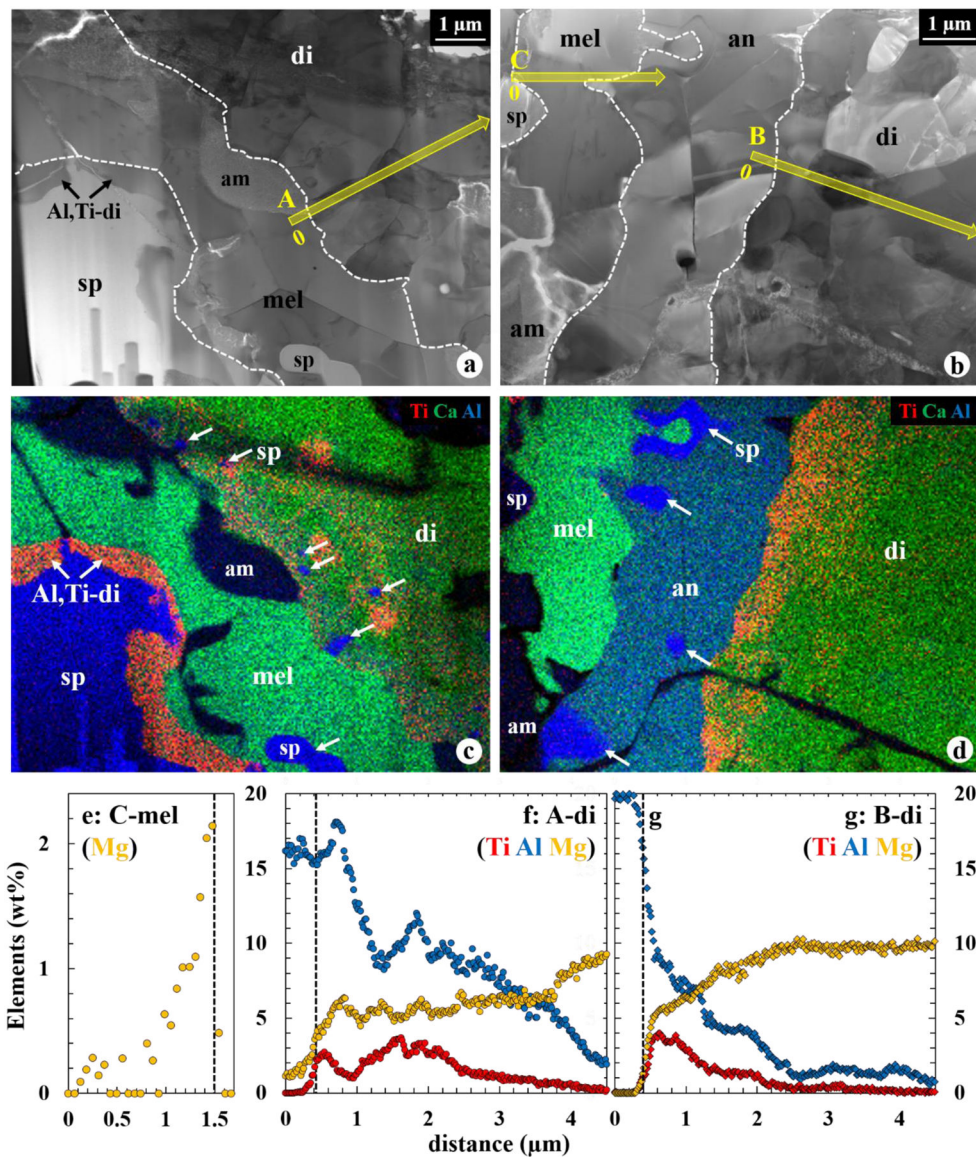 di
1 µm
am
A
0
Al,Ti-di
sp
mel
sp
a
mel
an
1 µm
C
0
sp
B
0
di
am
b
Ti Ca Al
sp
di
am
Al,Ti-di
sp
mel
sp
c
Ti Ca Al
sp
sp
mel
di
an
am
d
Elements (wt%)
e: C-mel
(Mg)
2
1
0
0 0.5 1 1.5
20
15
10
5
0
f: A-di
(Ti Al Mg)
0 1 2 3 4
g
g: B-di
(Ti Al Mg)
20
15
10
5
0
0 1 2 3 4
distance (µm)